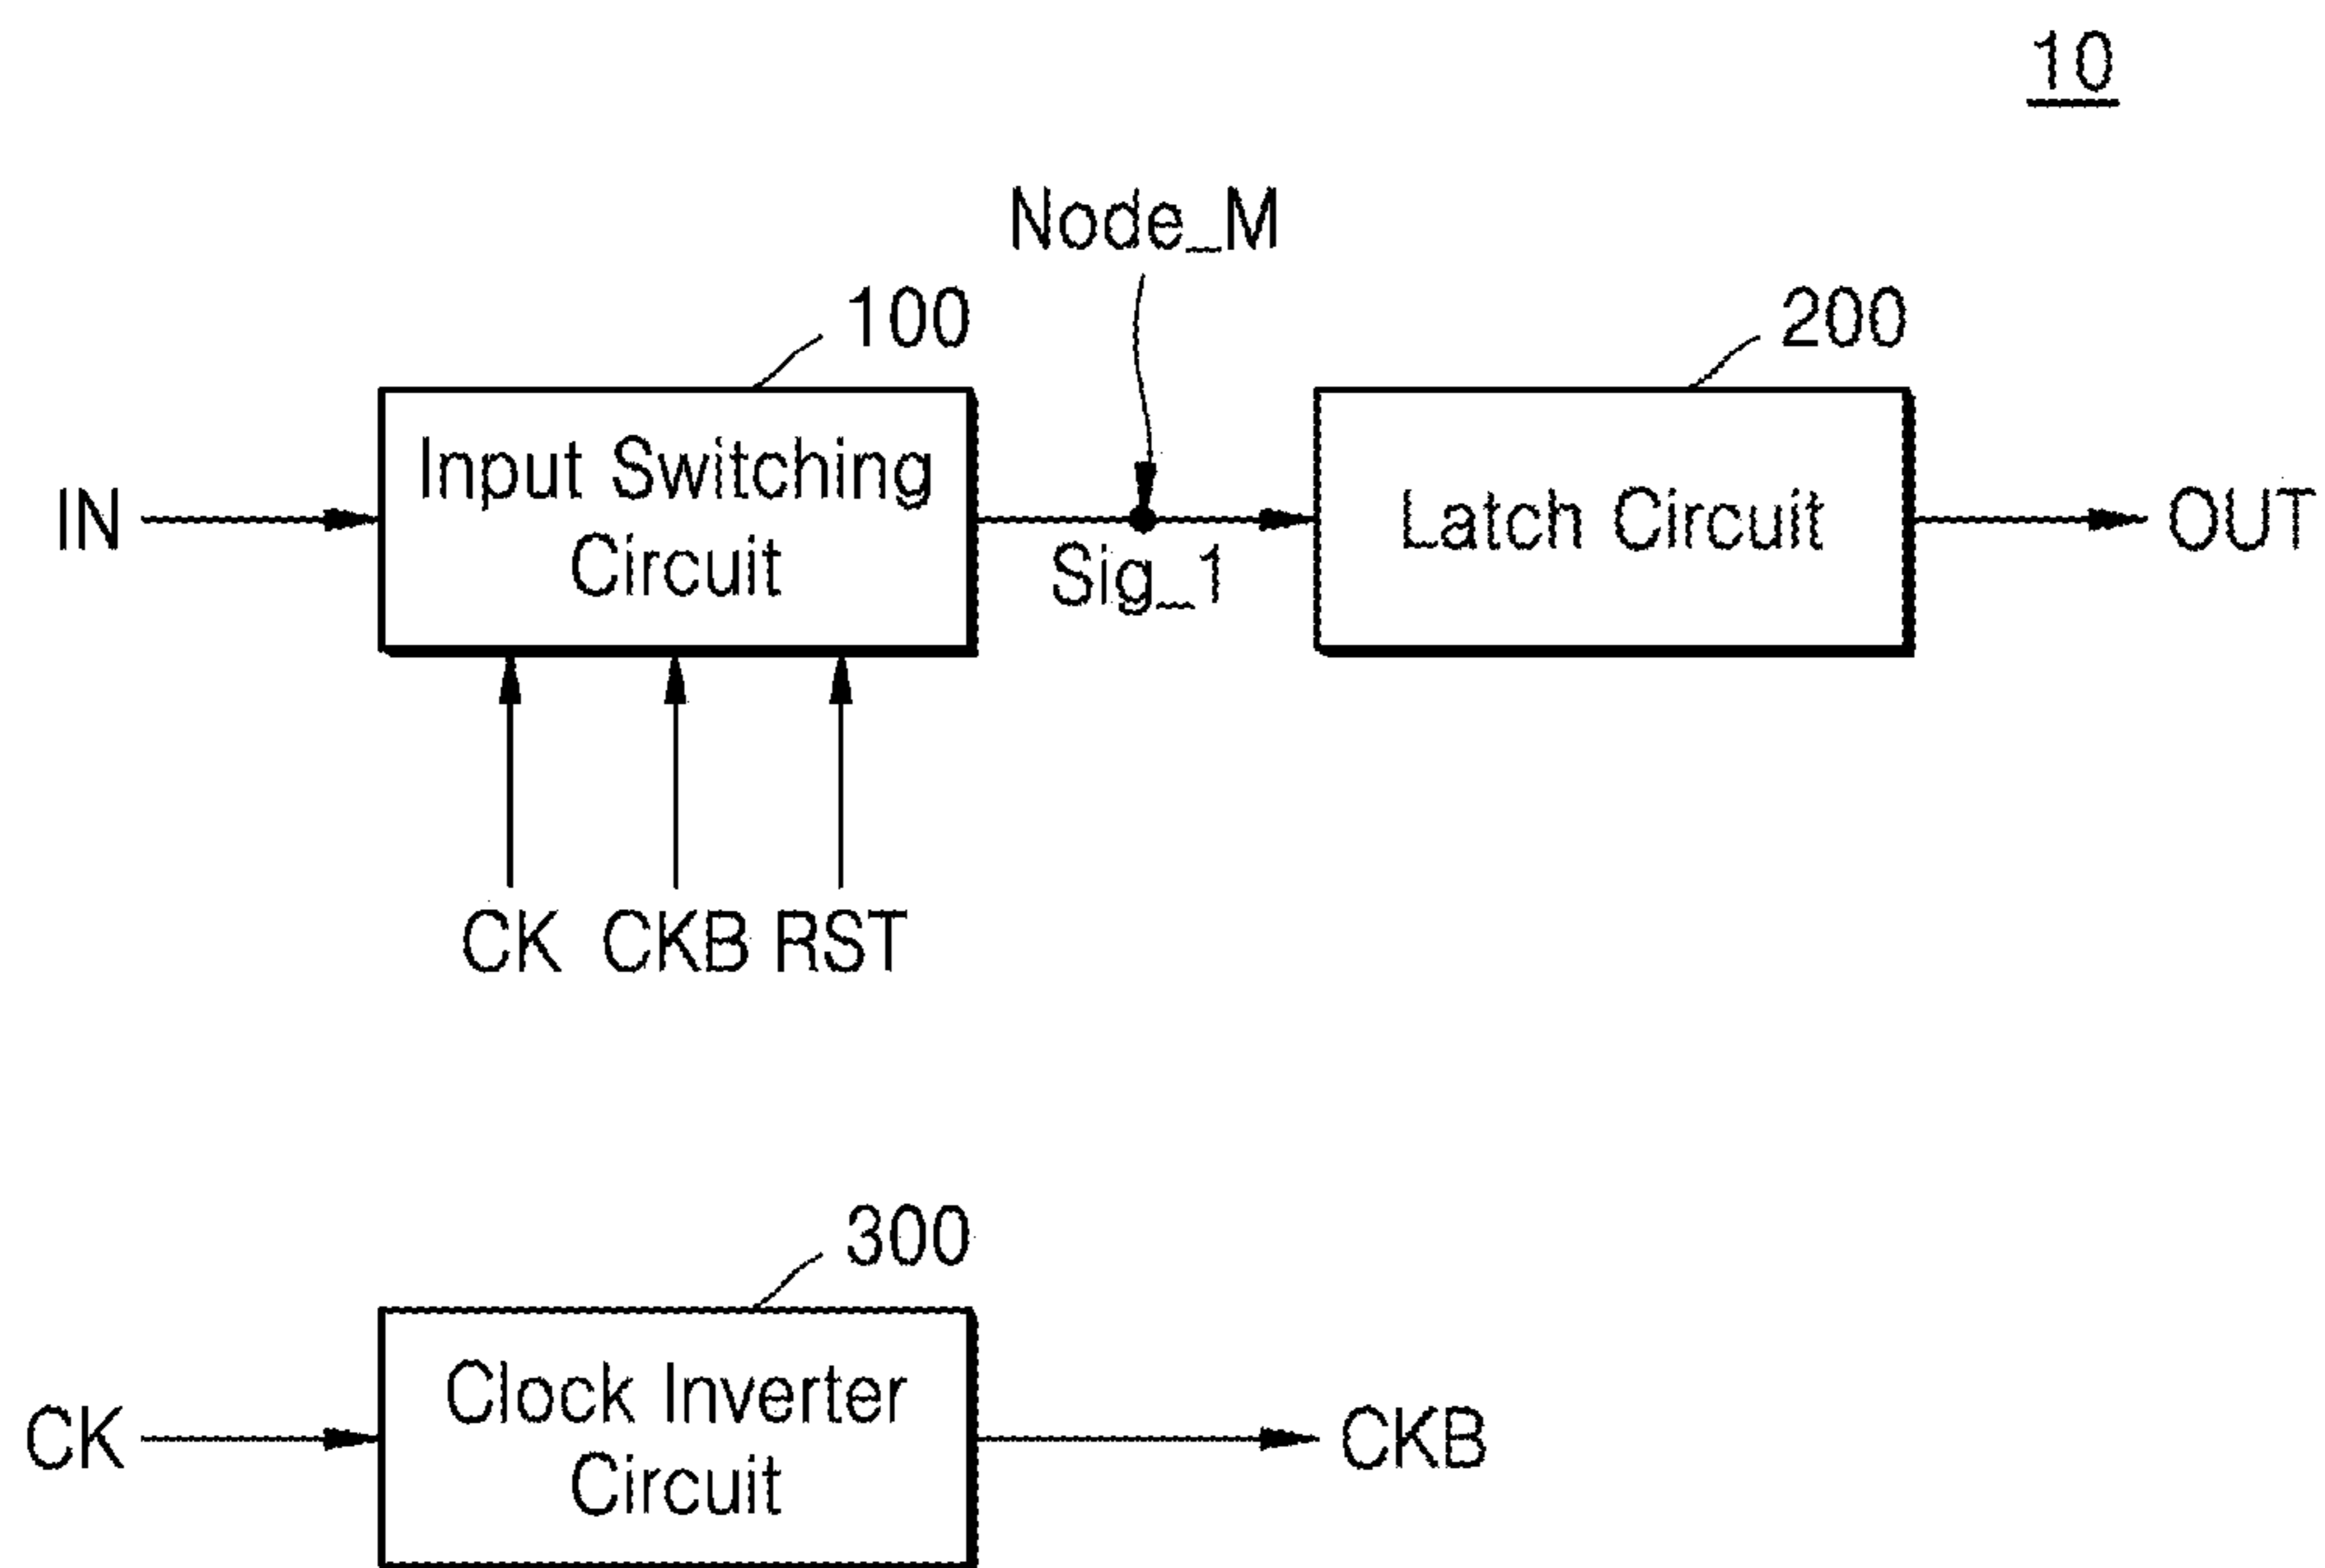 10
Node_M
100
200
Input Switching
Circuit
IN
Sig_1
Latch Circuit
OUT
CK CKB RST
300
Clock Inverter
Circuit
CK
CKB